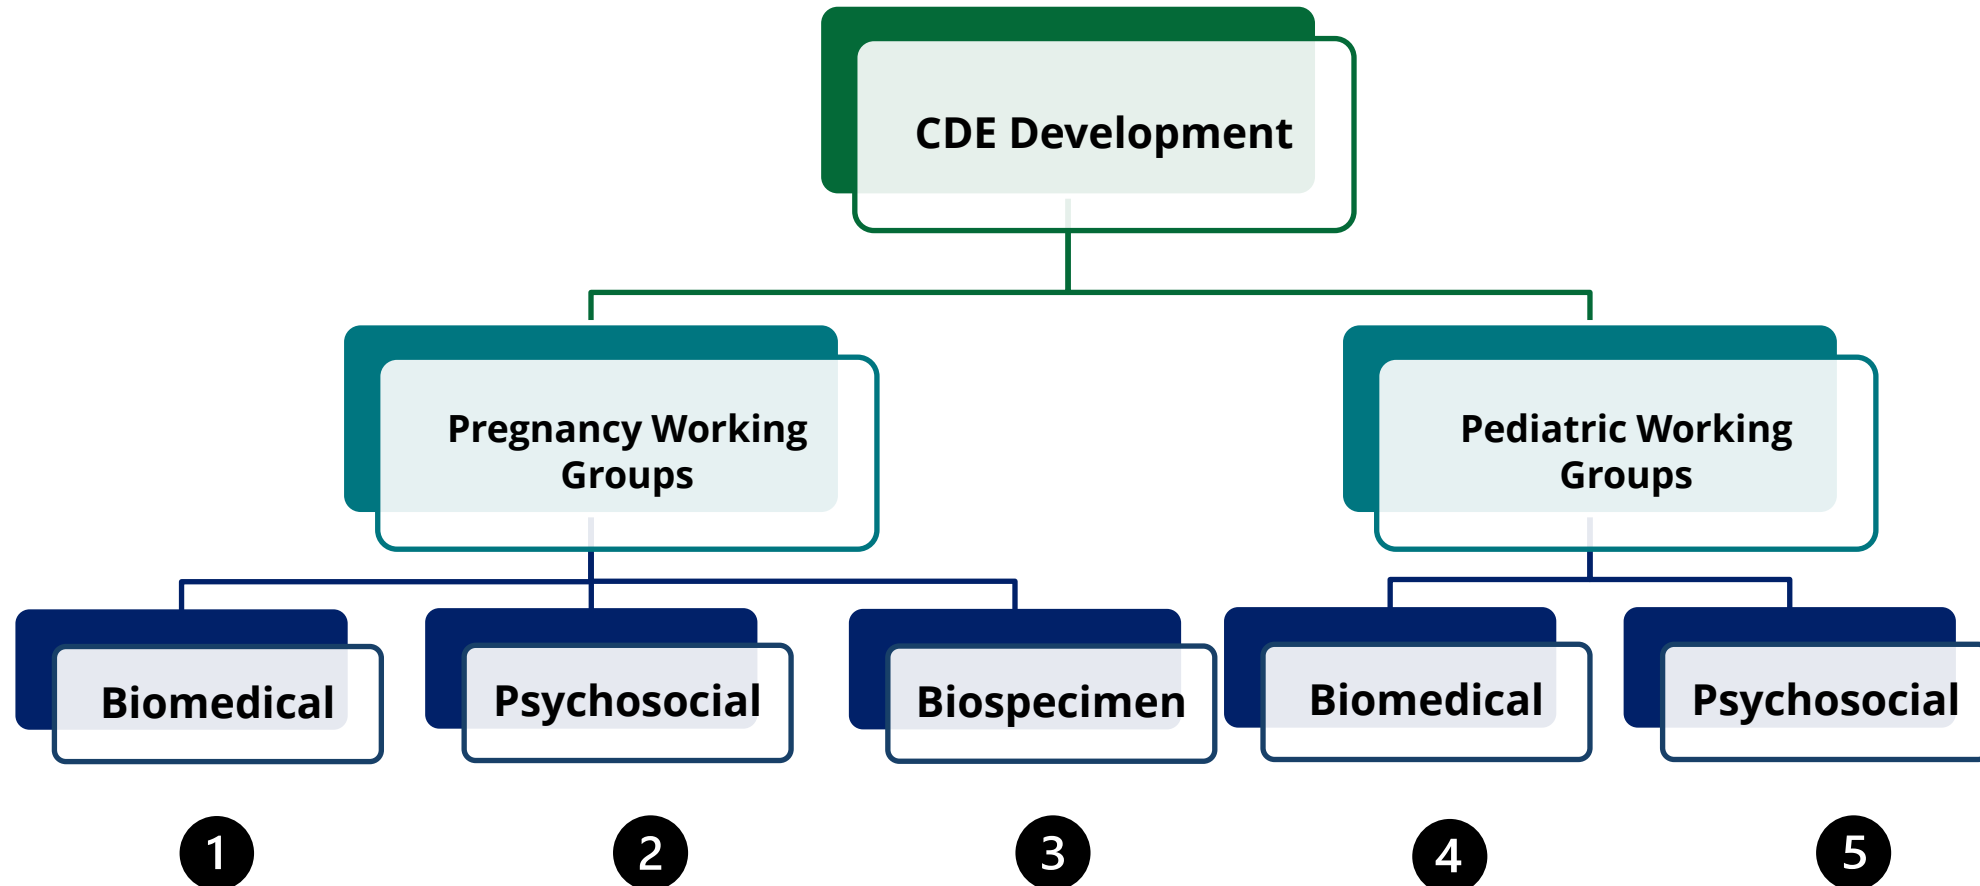 CDE Development
Pregnancy Working
Groups
Pediatric Working
Groups
Biomedical
Psychosocial
Biospecimen
Biomedical
Psychosocial
1
2
3
4
5